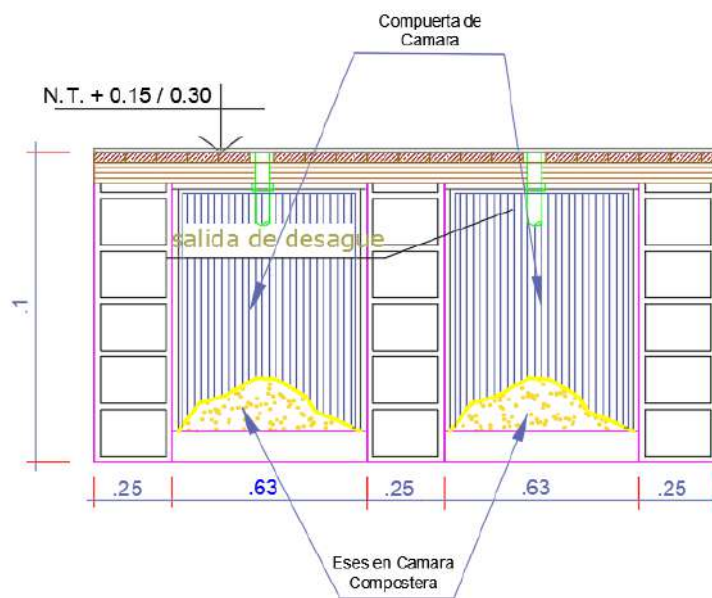 Compuerta de
Camara
N.T. + 0.15 / 0.30
salida de desague
.1
.25
.63
.25
.63
.25
Eses en Camara
Compostera